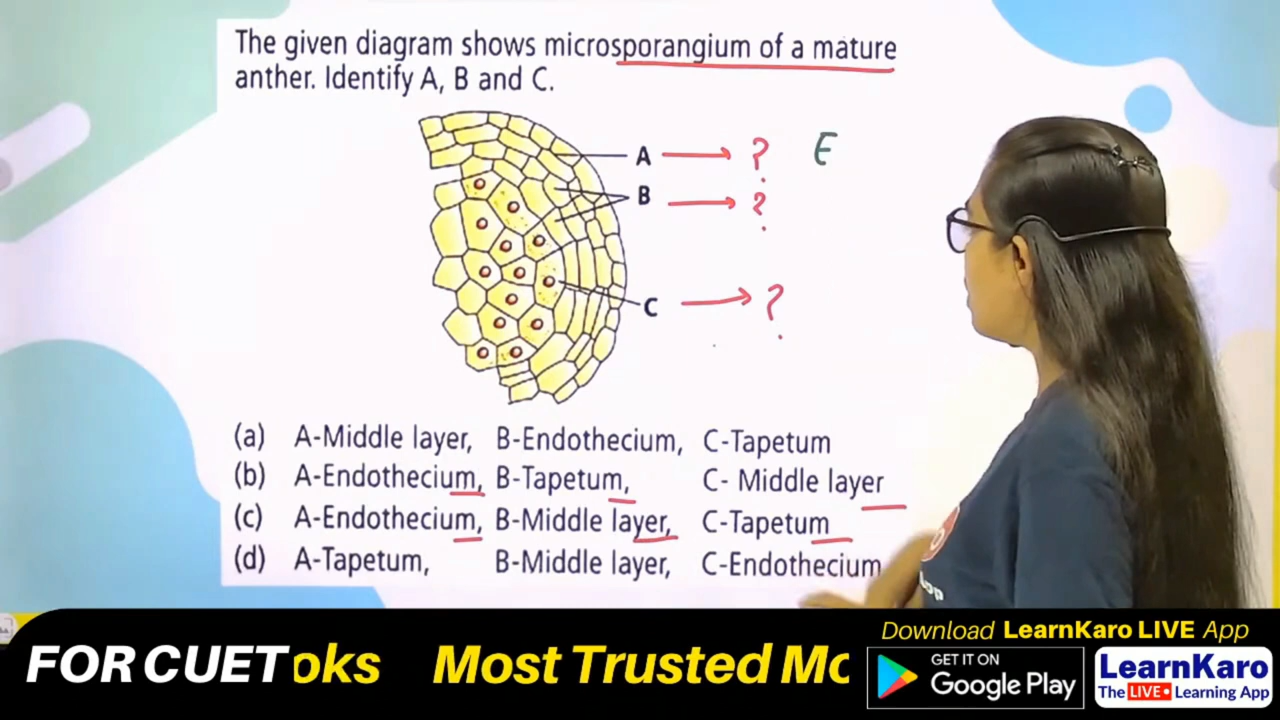 The given diagram shows microsporangium of a mature
anther. Identify A, B and C.
A → ? E
B → ?
C → ?
(a) A-Middle layer, B-Endothecium, C-Tapetum
(b) A-Endothecium, B-Tapetum, C- Middle layer
(c) A-Endothecium, B-Middle layer, C-Tapetum
(d) A-Tapetum, B-Middle layer, C-Endothecium
FOR CUET oks Most Trusted Mo
Download LearnKaro LIVE App
GET IT ON
Google Play
LearnKaro
The LIVE Learning App